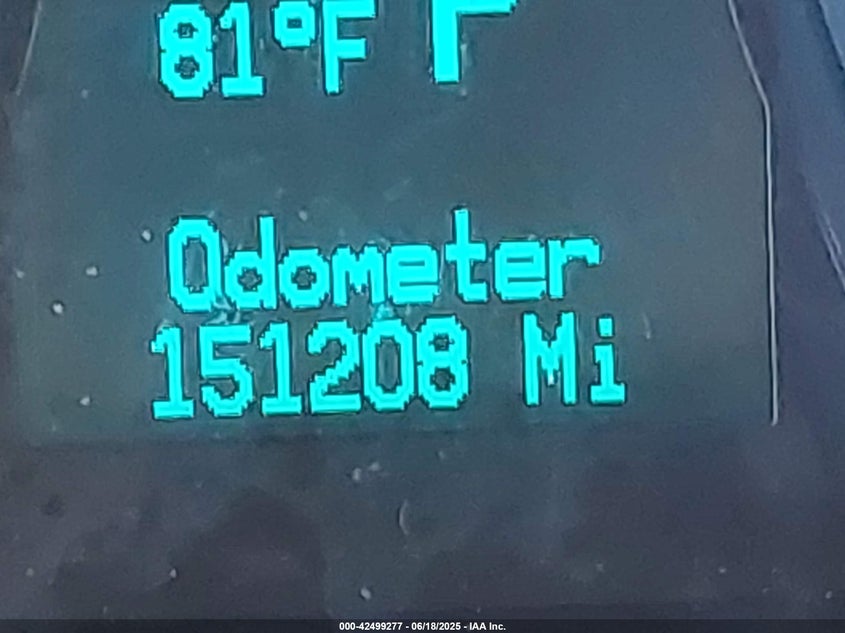 81°F P
Odometer
151208 Mi
000-42499277 - 06/18/2025 - IAA Inc.